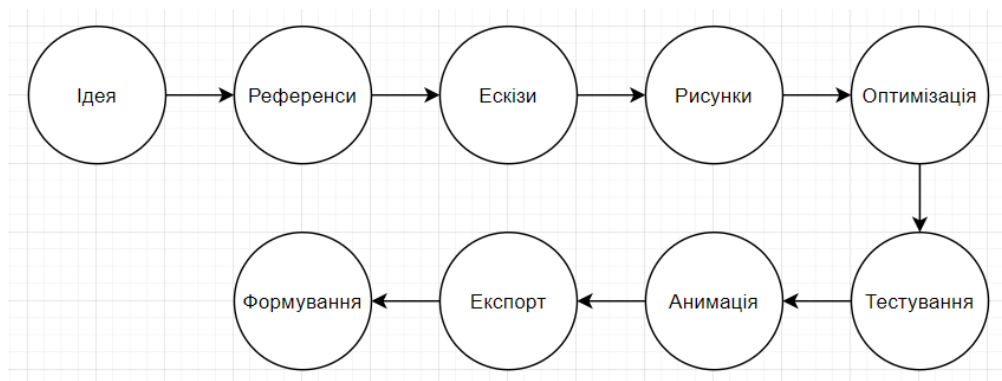 Ідея
Референси
Ескізи
Рисунки
Оптимізація
Формування
Експорт
Анимація
Тестування